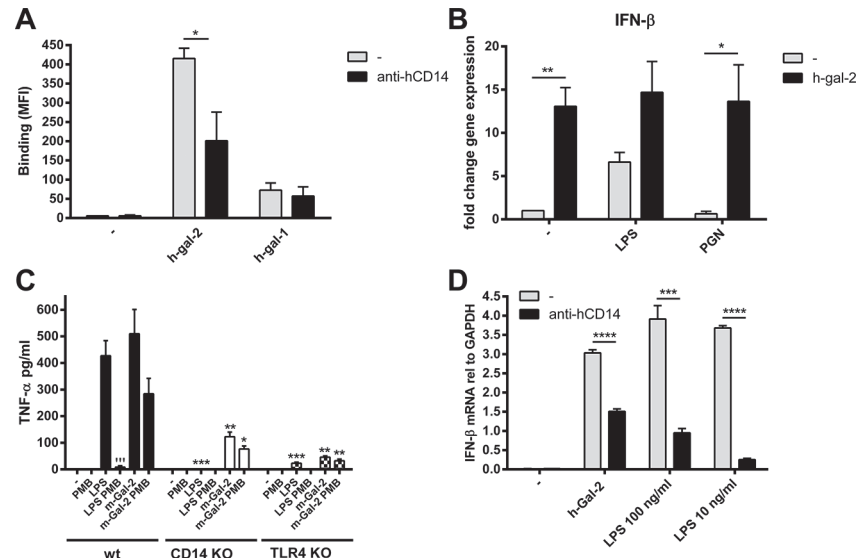 A
Binding (MFI)
450
400
350
300
250
200
150
100
50
0
*
-
anti-hCD14
-
h-gal-2
h-gal-1
B
IFN-β
fold change gene expression
20
15
10
5
0
**
*
-
h-gal-2
-
LPS
PGN
C
TNF-α pg/ml
600
500
400
300
200
100
0
'''
***
**
*
***
**
**
-
PMB
LPS
LPS PMB
m-Gal-2
m-Gal-2 PMB
PMB
LPS
LPS PMB
m-Gal-2
m-Gal-2 PMB
-
PMB
LPS
LPS PMB
m-Gal-2
m-Gal-2 PMB
wt
CD14 KO
TLR4 KO
D
-
anti-hCD14
IFN-β mRNA rel to GAPDH
4.5
4.0
3.5
3.0
2.5
2.0
1.5
1.0
0.5
0.0
****
***
****
-
h-Gal-2
LPS 100 ng/ml
LPS 10 ng/ml